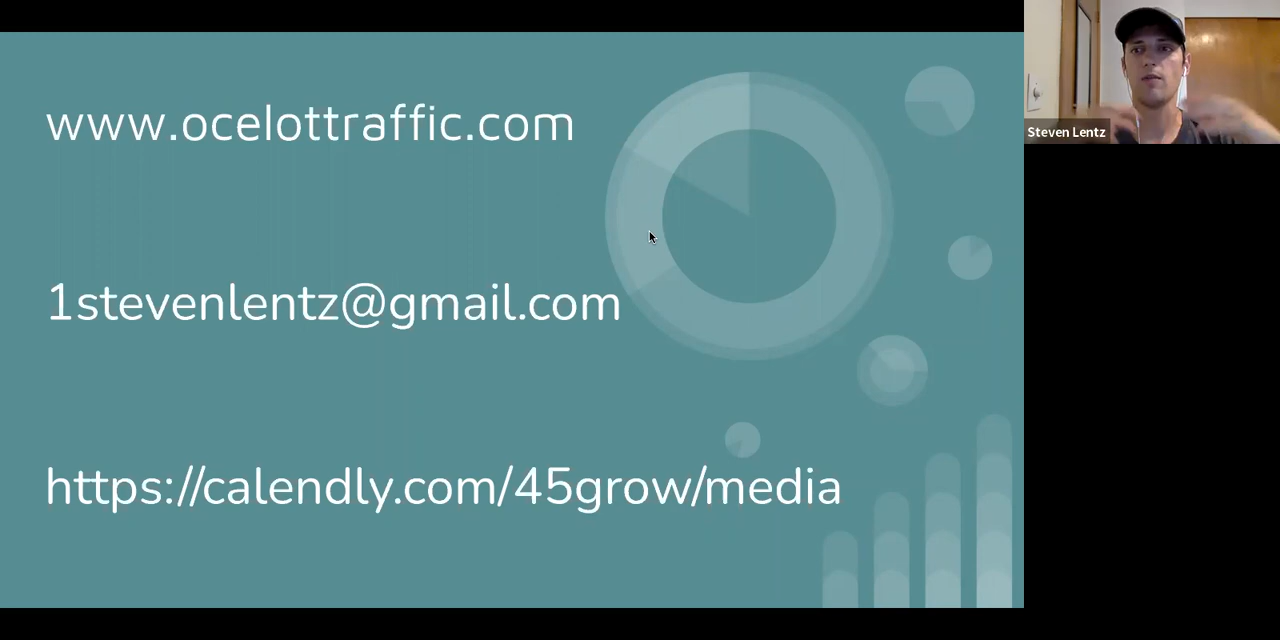 www.ocelottraffic.com
Steven Lentz
1stevenlentz@gmail.com
https://calendly.com/45grow/media